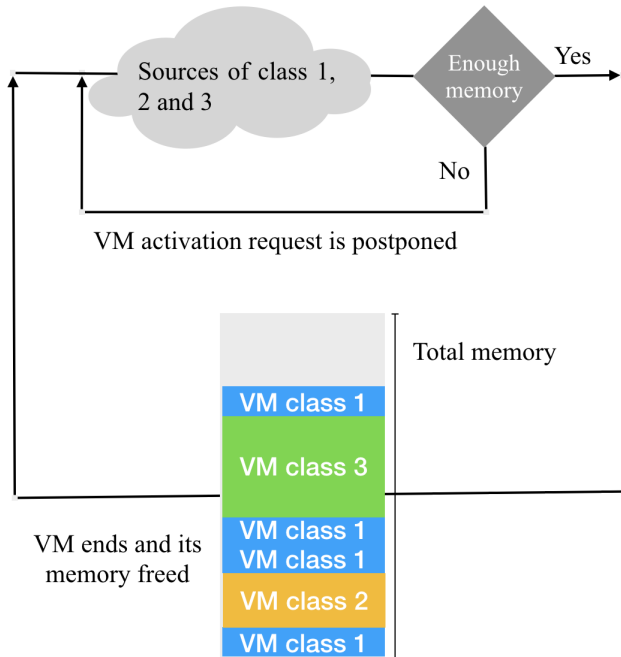 Sources of class 1,
2 and 3
Enough
memory
Yes
No
VM activation request is postponed
Total memory
VM class 1
VM class 3
VM class 1
VM class 1
VM class 2
VM class 1
VM ends and its
memory freed